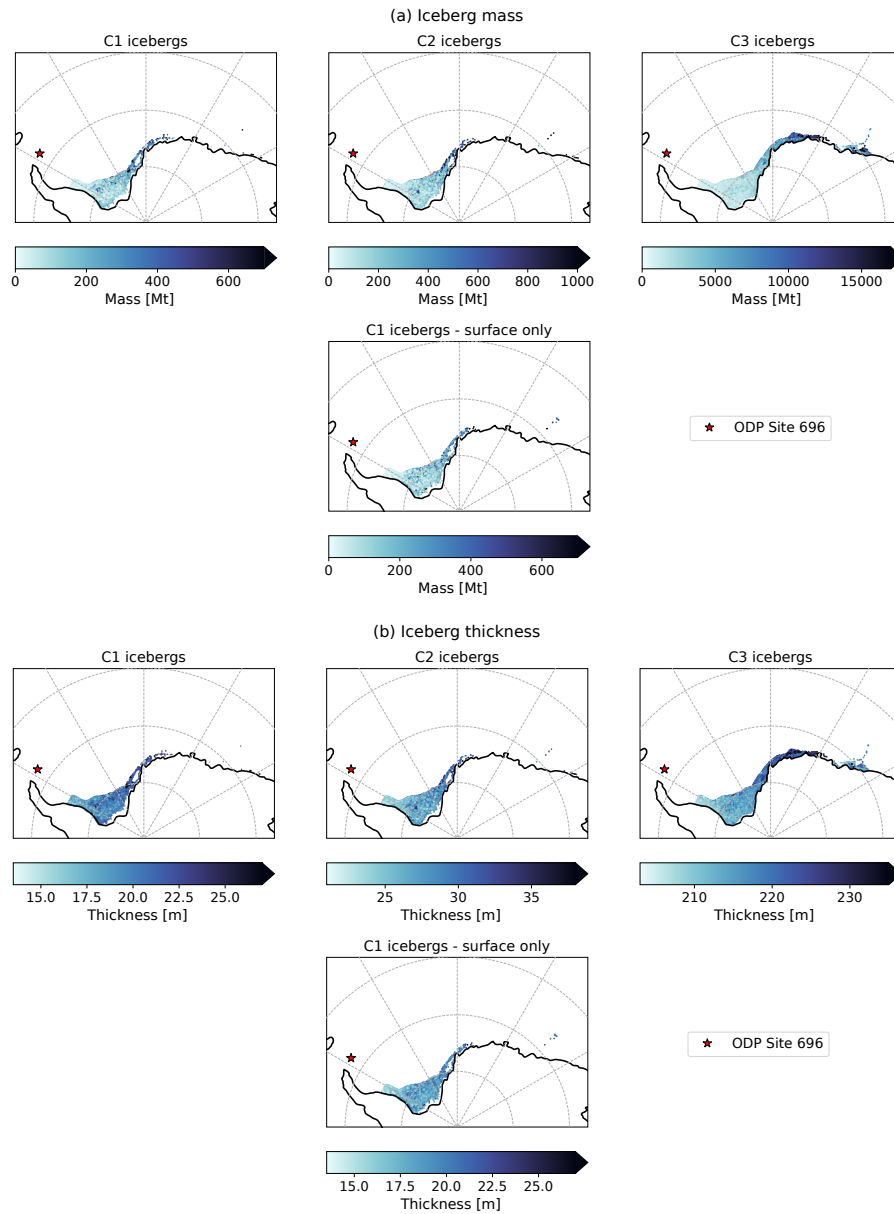 (a) Iceberg mass
C1 icebergs
C2 icebergs
C3 icebergs
0 200 400 600
Mass [Mt]
0 200 400 600 800 1000
Mass [Mt]
0 5000 10000 15000
Mass [Mt]
C1 icebergs - surface only
ODP Site 696
0 200 400 600
Mass [Mt]
(b) Iceberg thickness
C1 icebergs
C2 icebergs
C3 icebergs
15.0 17.5 20.0 22.5 25.0
Thickness [m]
25 30 35
Thickness [m]
210 220 230
Thickness [m]
C1 icebergs - surface only
ODP Site 696
15.0 17.5 20.0 22.5 25.0
Thickness [m]